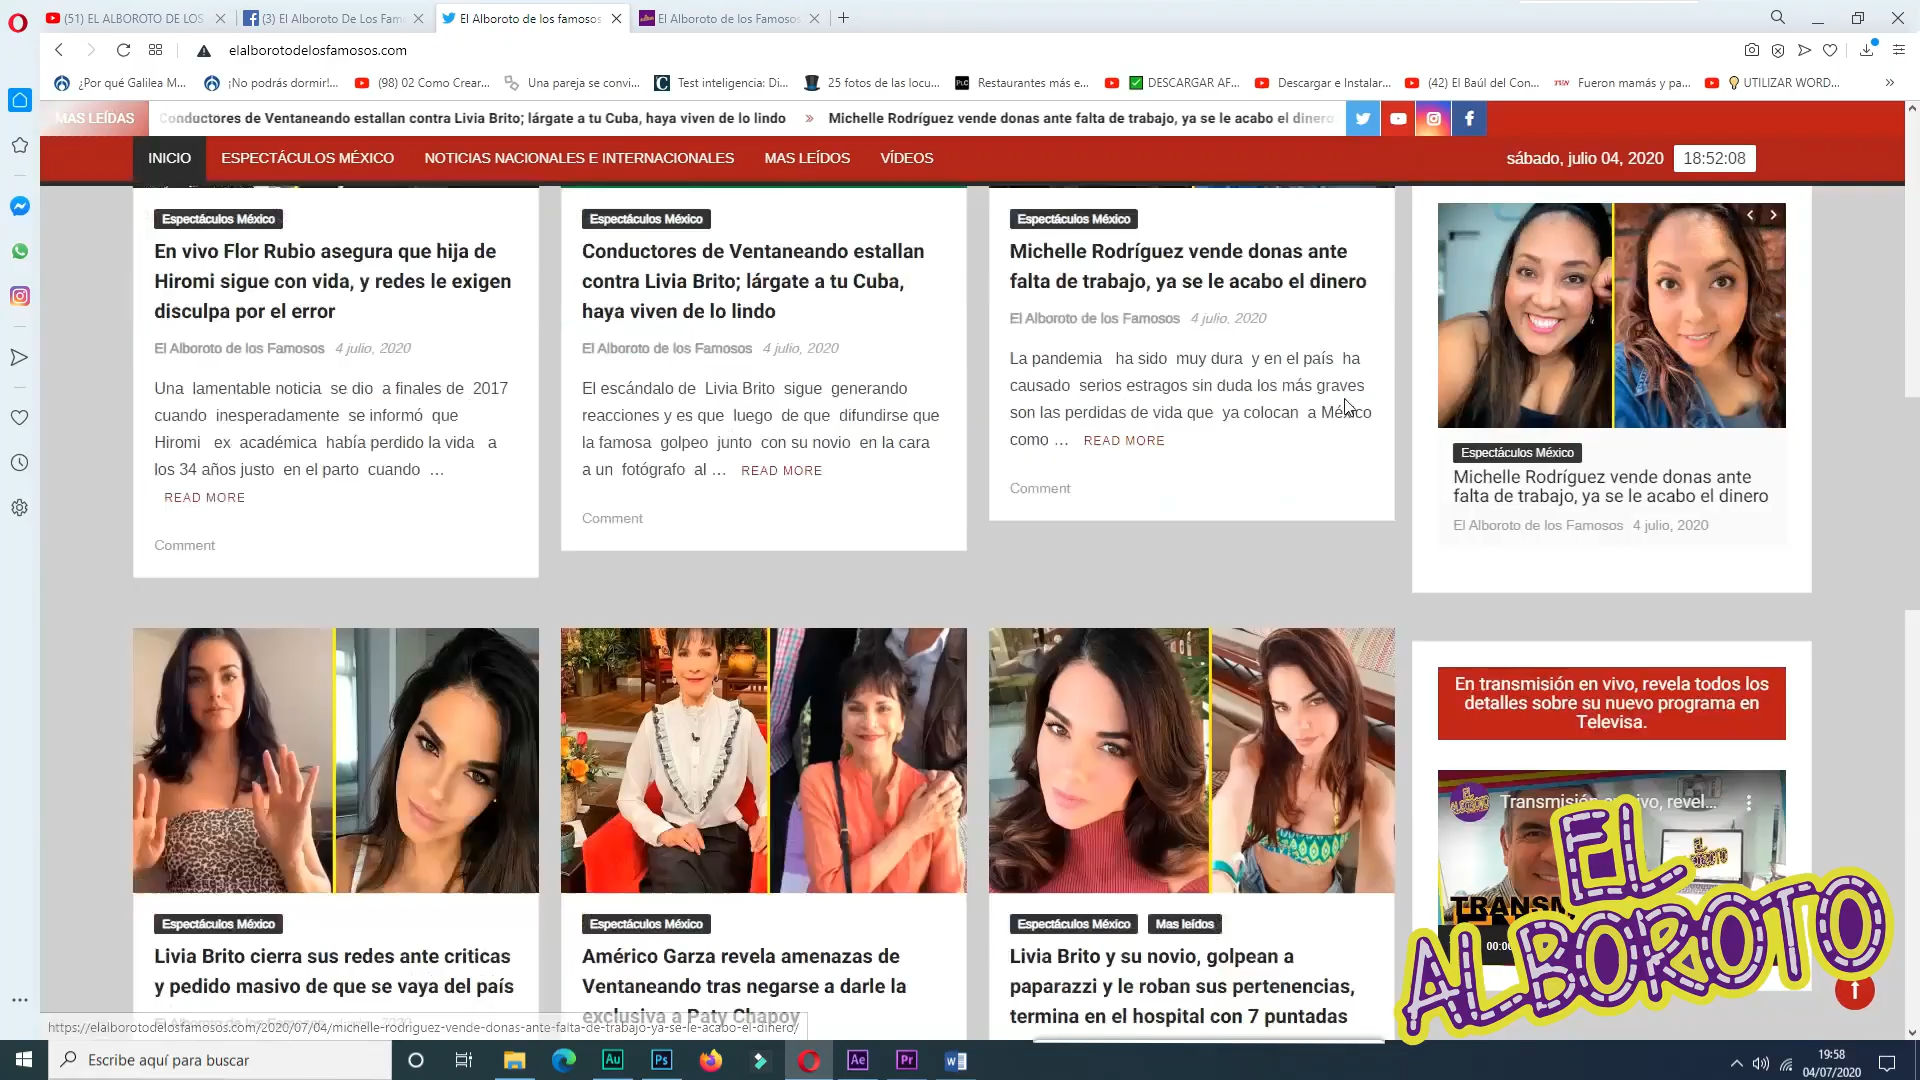 (51) EL ALBOROTO DE LOS
(3) El Alboroto De Los Fam
El Alboroto de los famosos
El Alboroto de los Famosos
elalborotodelosfamosos.com
¿Por qué Galilea M...
¡No podrás dormir!...
(98) 02 Como Crear...
Una pareja se convi...
Test inteligencia: Di...
25 fotos de las locu...
Restaurantes más e...
DESCARGAR AF...
Descargar e Instalar...
(42) El Baúl del Con...
Fueron mamás y pa...
UTILIZAR WORD...
MAS LEÍDAS
Conductores de Ventaneando estallan contra Livia Brito; lárgate a tu Cuba, haya viven de lo lindo » Michelle Rodríguez vende donas ante falta de trabajo, ya se le acabo el dinero
INICIO ESPECTÁCULOS MÉXICO NOTICIAS NACIONALES E INTERNACIONALES MAS LEÍDOS VÍDEOS
sábado, julio 04, 2020 18:52:08
Espectáculos México
En vivo Flor Rubio asegura que hija de
Hiromi sigue con vida, y redes le exigen
disculpa por el error
El Alboroto de los Famosos 4 julio, 2020
Una lamentable noticia se dio a finales de 2017
cuando inesperadamente se informó que
Hiromi ex académica había perdido la vida a
los 34 años justo en el parto cuando …
READ MORE
Comment
Espectáculos México
Conductores de Ventaneando estallan
contra Livia Brito; lárgate a tu Cuba,
haya viven de lo lindo
El Alboroto de los Famosos 4 julio, 2020
El escándalo de Livia Brito sigue generando
reacciones y es que luego de que difundirse que
la famosa golpeo junto con su novio en la cara
a un fotógrafo al … READ MORE
Comment
Espectáculos México
Michelle Rodríguez vende donas ante
falta de trabajo, ya se le acabo el dinero
El Alboroto de los Famosos 4 julio, 2020
La pandemia ha sido muy dura y en el país ha
causado serios estragos sin duda los más graves
son las perdidas de vida que ya colocan a México
como … READ MORE
Comment
Espectáculos México
Michelle Rodríguez vende donas ante
falta de trabajo, ya se le acabo el dinero
El Alboroto de los Famosos 4 julio, 2020
En transmisión en vivo, revela todos los
detalles sobre su nuevo programa en
Televisa.
EL ALBOROTO
00:0
EL
ALBOROTO
Espectáculos México
Livia Brito cierra sus redes ante criticas
y pedido masivo de que se vaya del país
Espectáculos México
Américo Garza revela amenazas de
Ventaneando tras negarse a darle la
exclusiva a Paty Chapoy
Espectáculos México Mas leídos
Livia Brito y su novio, golpean a
paparazzi y le roban sus pertenencias,
termina en el hospital con 7 puntadas
https://elalborotodelosfamosos.com/2020/07/04/michelle-rodriguez-vende-donas-ante-falta-de-trabajo-ya-se-le-acabo-el-dinero/
Escribe aquí para buscar
Au
Ps
Ae
Pr
19:58
04/07/2020